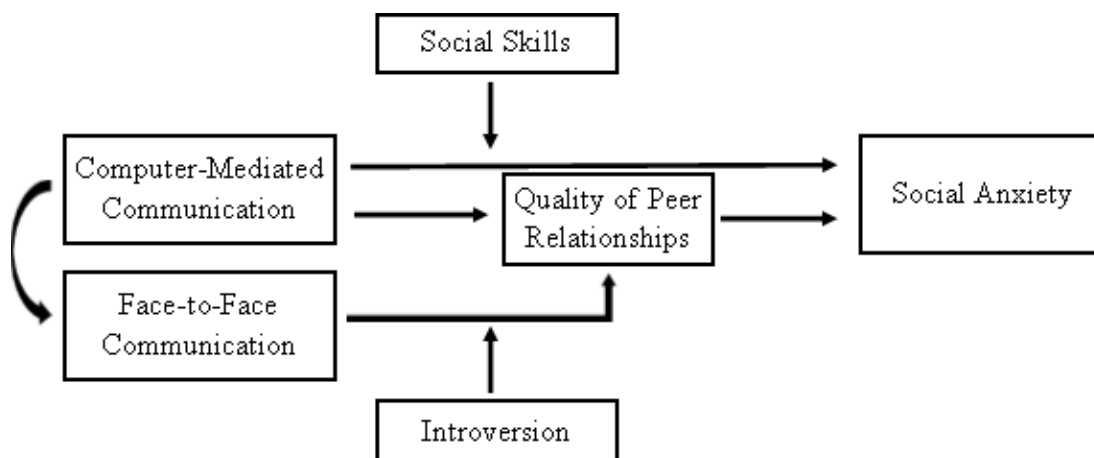 Social Skills
Computer-Mediated
Communication
Quality of Peer
Relationships
Social Anxiety
Face-to-Face
Communication
Introversion